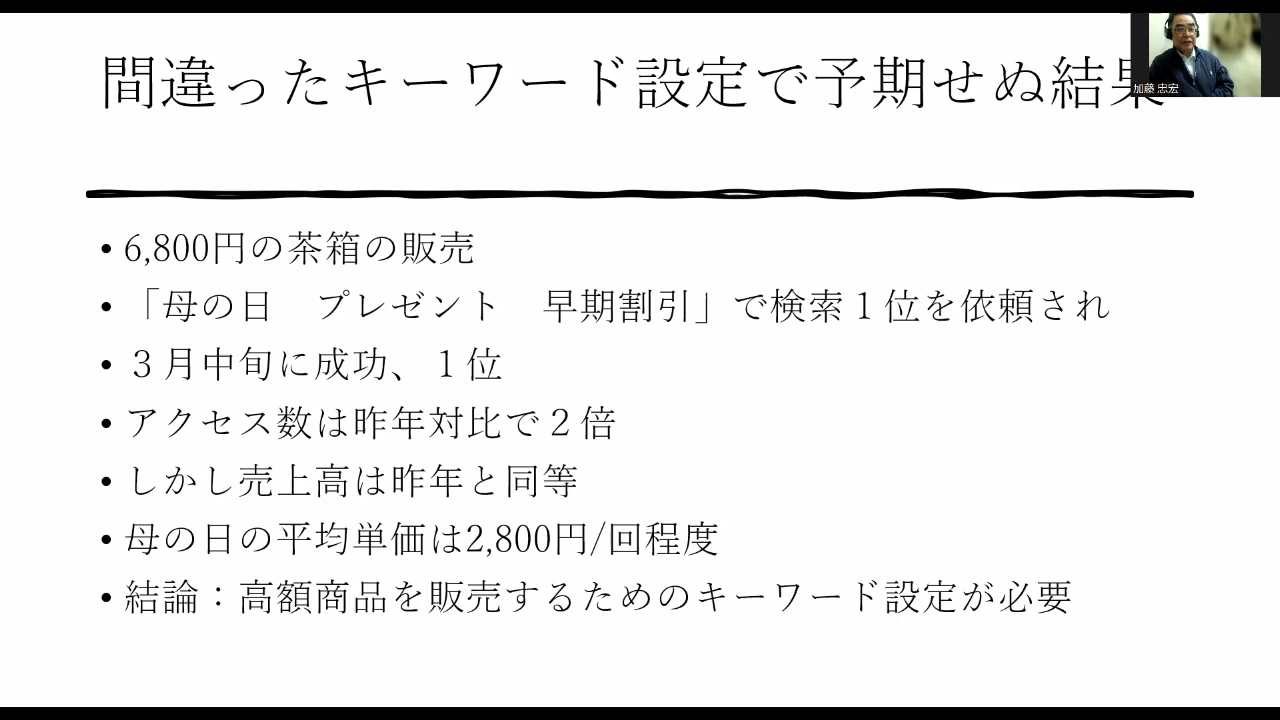 間違ったキーワード設定で予期せぬ結果
加藤 忠宏
• 6,800円の茶箱の販売
• 「母の日　プレゼント　早期割引」で検索１位を依頼され
• ３月中旬に成功、１位
• アクセス数は昨年対比で２倍
• しかし売上高は昨年と同等
• 母の日の平均単価は2,800円/回程度
• 結論：高額商品を販売するためのキーワード設定が必要